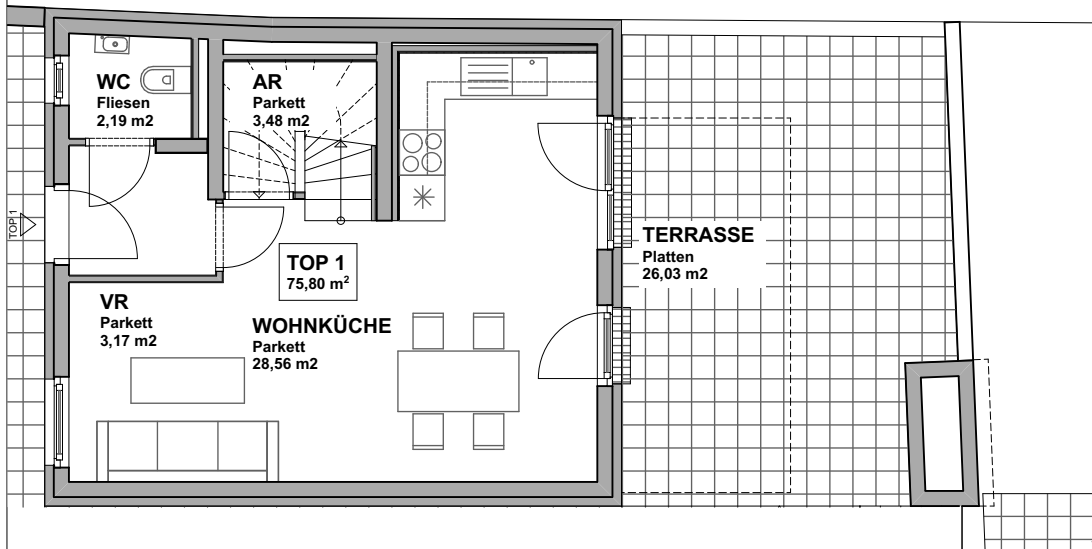 WC
Fliesen
2,19 m2
AR
Parkett
3,48 m2
TOP 1
TOP 1
75,80 m²
TERRASSE
Platten
26,03 m2
VR
Parkett
3,17 m2
WOHNKÜCHE
Parkett
28,56 m2